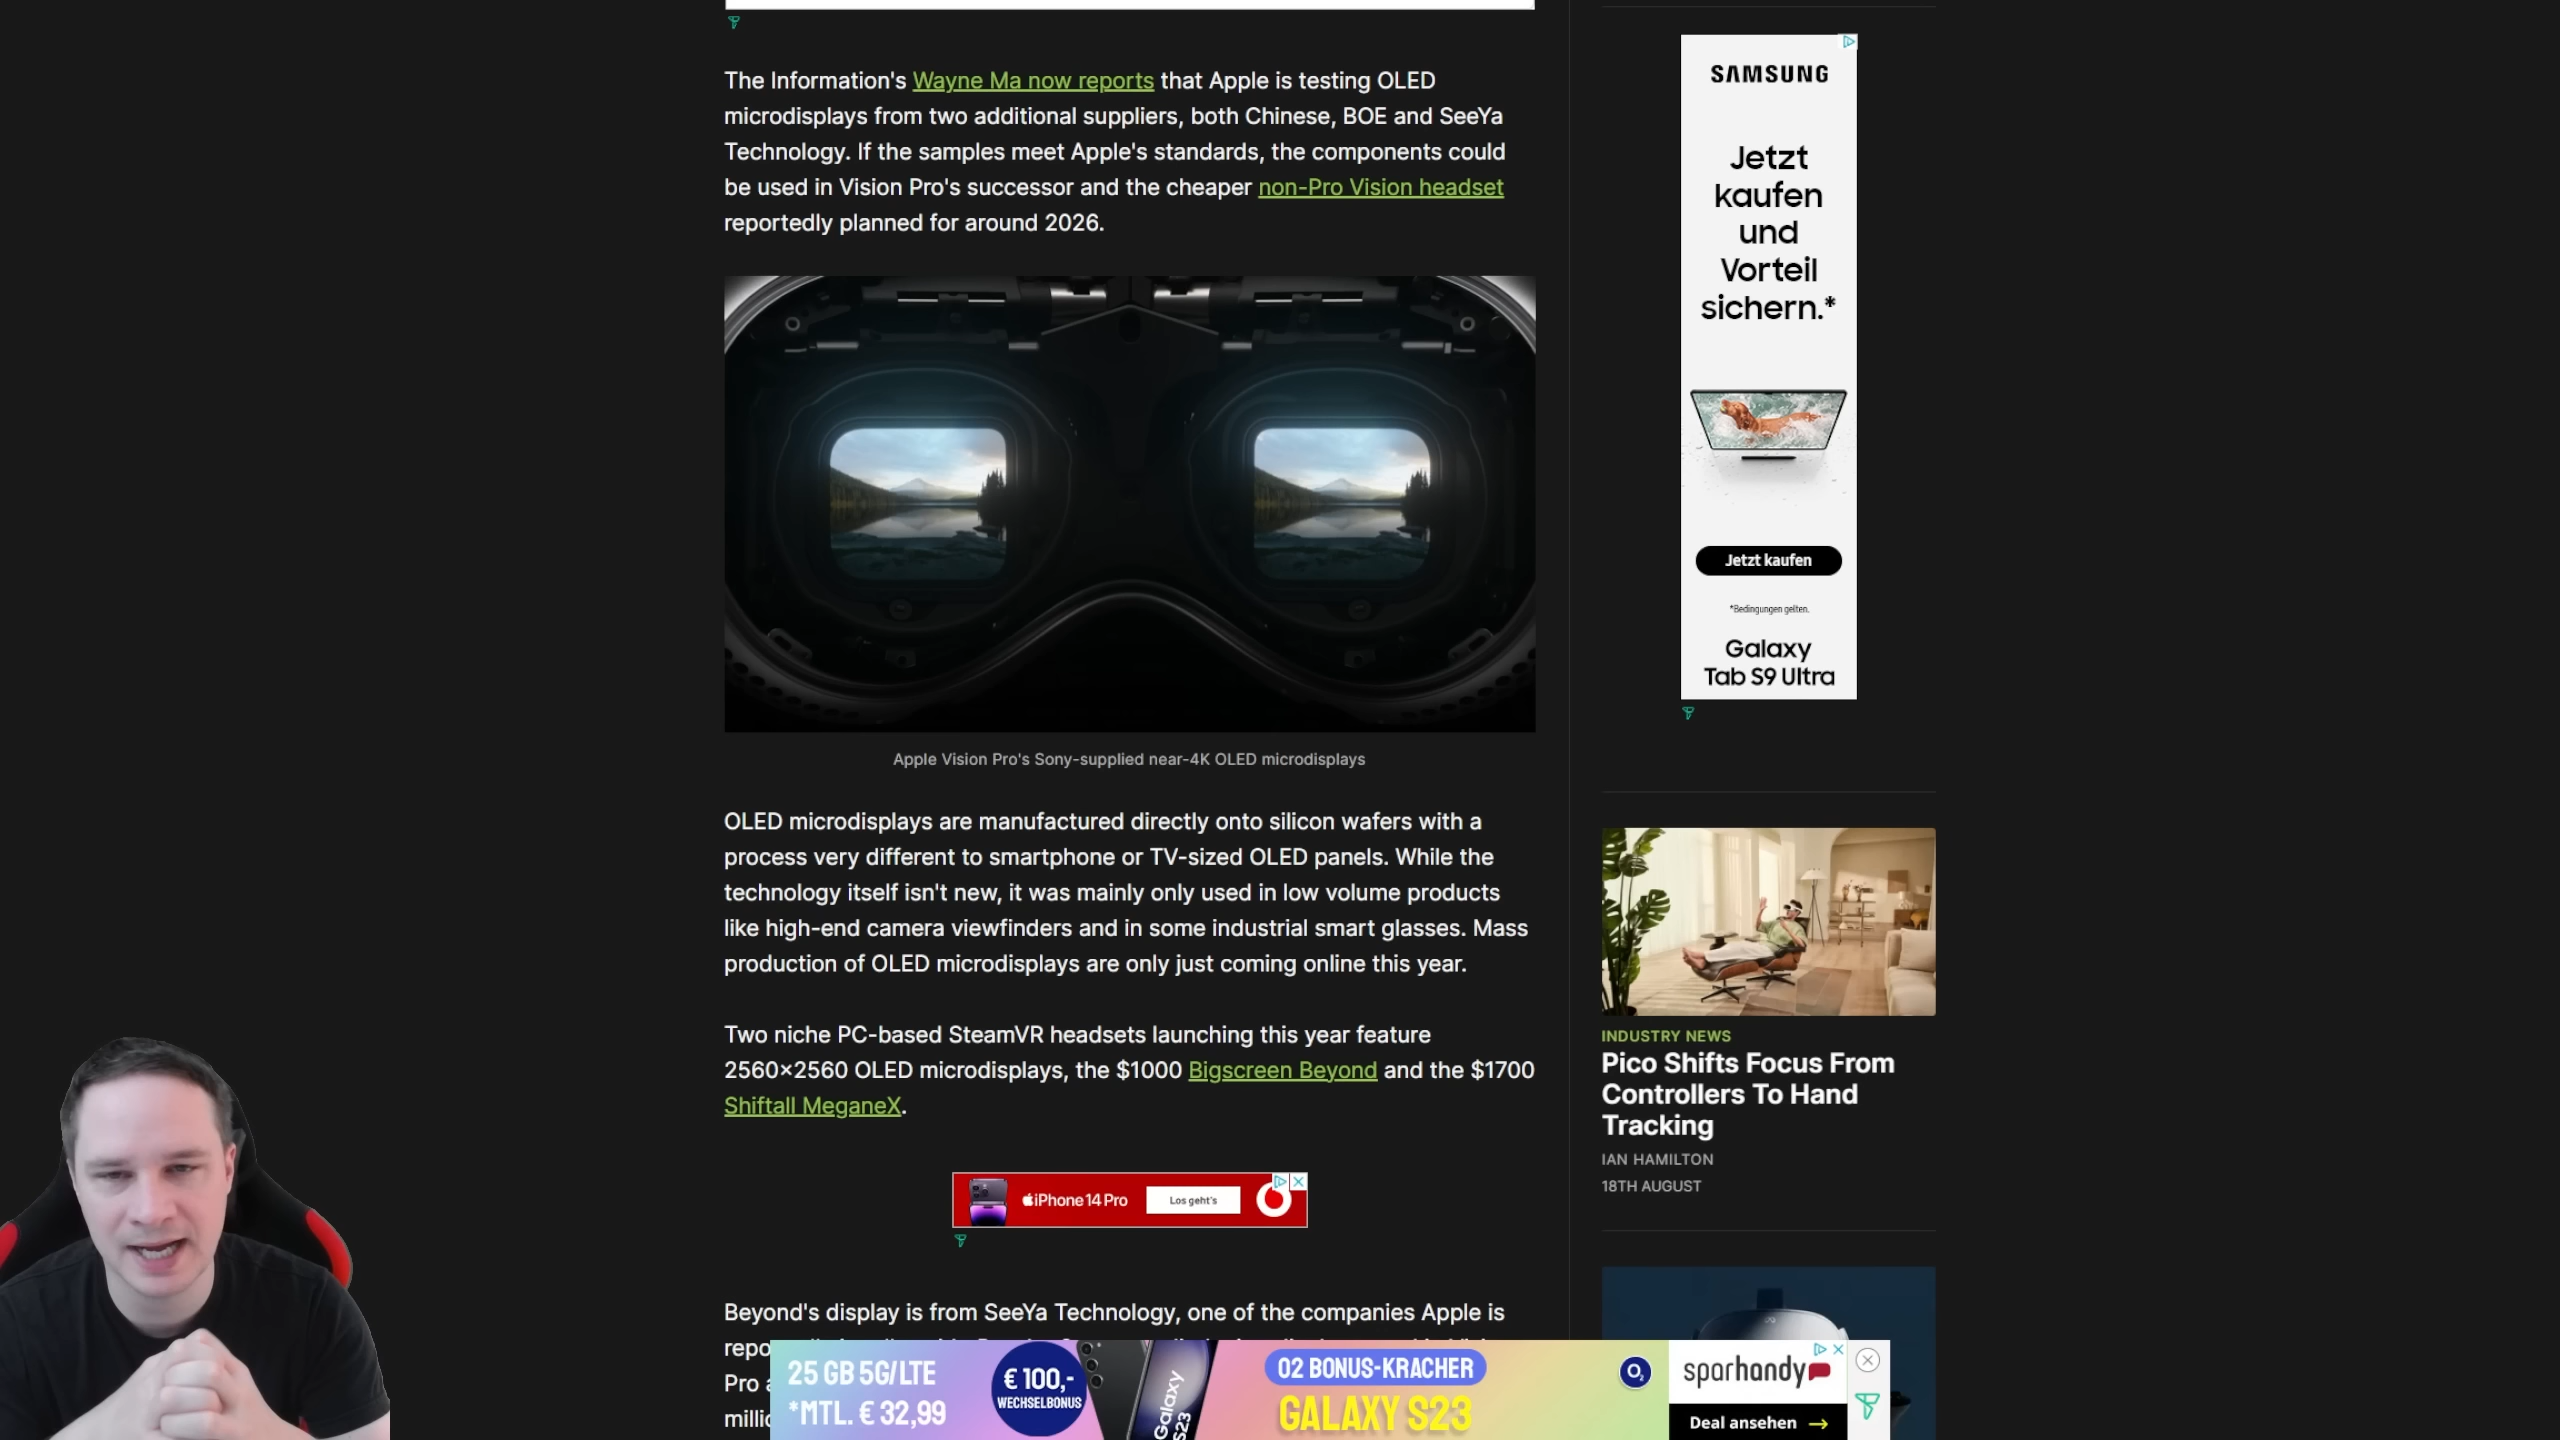 The Information's Wayne Ma now reports that Apple is testing OLED
microdisplays from two additional suppliers, both Chinese, BOE and SeeYa
Technology. If the samples meet Apple's standards, the components could
be used in Vision Pro's successor and the cheaper non-Pro Vision headset
reportedly planned for around 2026.
Apple Vision Pro's Sony-supplied near-4K OLED microdisplays
OLED microdisplays are manufactured directly onto silicon wafers with a
process very different to smartphone or TV-sized OLED panels. While the
technology itself isn't new, it was mainly only used in low volume products
like high-end camera viewfinders and in some industrial smart glasses. Mass
production of OLED microdisplays are only just coming online this year.
Two niche PC-based SteamVR headsets launching this year feature
2560×2560 OLED microdisplays, the $1000 Bigscreen Beyond and the $1700
Shiftall MeganeX.
iPhone 14 Pro
Los geht's
Beyond's display is from SeeYa Technology, one of the companies Apple is
Pro
SAMSUNG
Jetzt
kaufen
und
Vorteil
sichern.*
Jetzt kaufen
*Bedingungen gelten.
Galaxy
Tab S9 Ultra
INDUSTRY NEWS
Pico Shifts Focus From
Controllers To Hand
Tracking
IAN HAMILTON
18TH AUGUST
25 GB 5G/LTE
*MTL. € 32,99
€ 100,-
WECHSELBONUS
Galaxy
S23
O2 BONUS-KRACHER
GALAXY S23
O2
sparhandy
Deal ansehen →